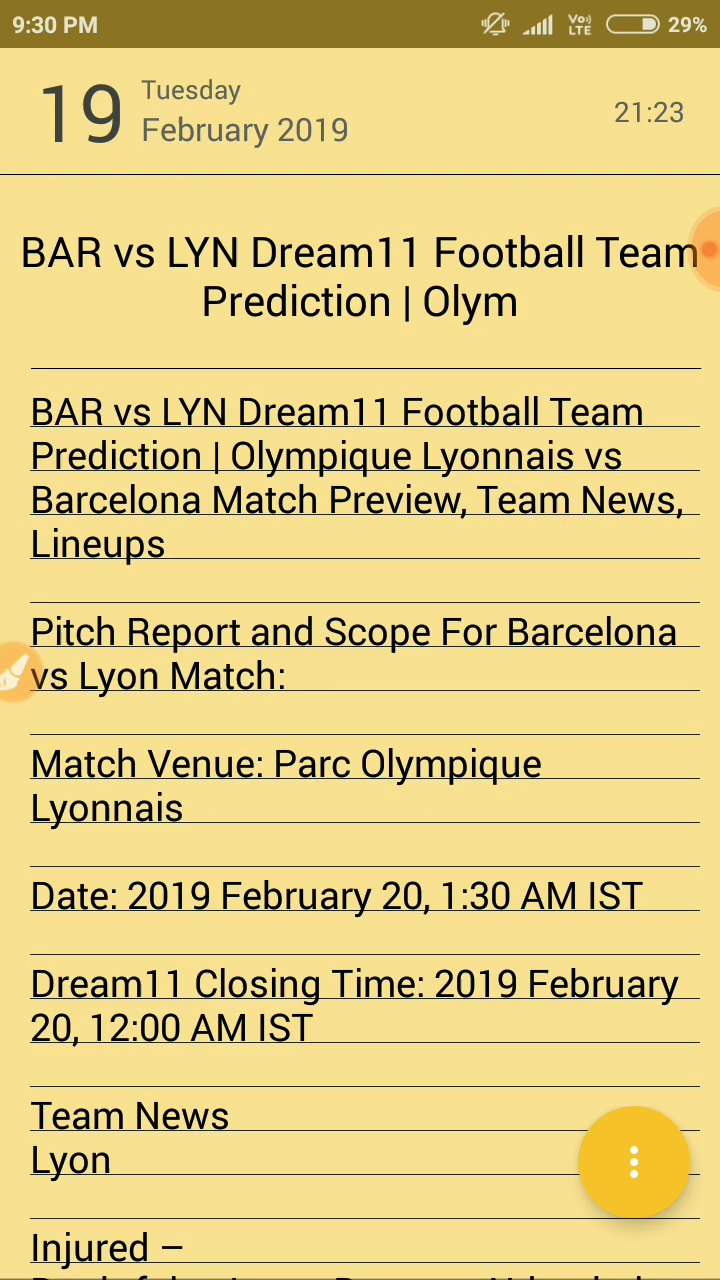 9:30 PM VoLTE 29%
19 Tuesday
February 2019 21:23
BAR vs LYN Dream11 Football Team
Prediction | Olym
BAR vs LYN Dream11 Football Team
Prediction | Olympique Lyonnais vs
Barcelona Match Preview, Team News,
Lineups
Pitch Report and Scope For Barcelona
vs Lyon Match:
Match Venue: Parc Olympique
Lyonnais
Date: 2019 February 20, 1:30 AM IST
Dream11 Closing Time: 2019 February
20, 12:00 AM IST
Team News
Lyon
Injured –